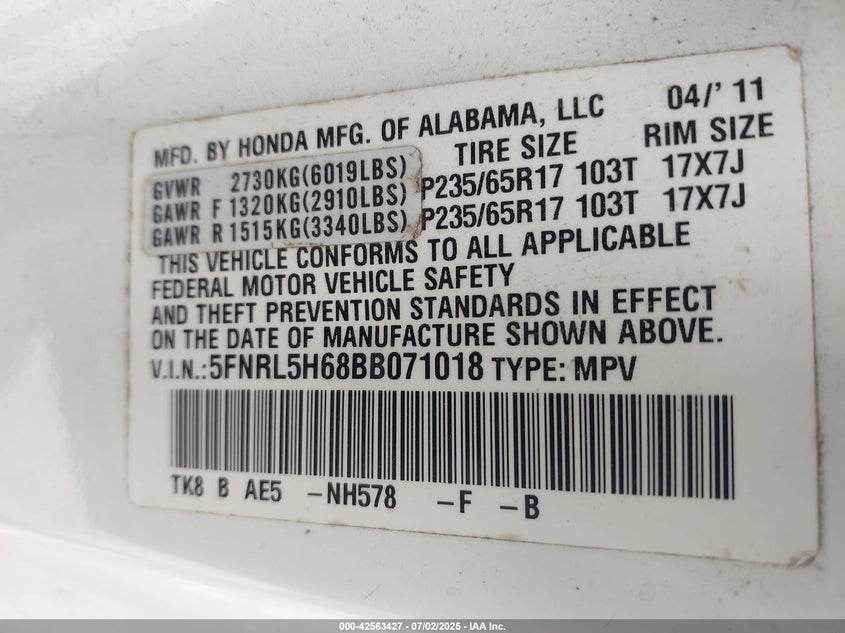 MFD. BY HONDA MFG. OF ALABAMA, LLC 04/' 11
TIRE SIZE RIM SIZE
GVWR 2730KG(6019LBS)
GAWR F 1320KG(2910LBS) P235/65R17 103T 17X7J
GAWR R 1515KG(3340LBS) P235/65R17 103T 17X7J
THIS VEHICLE CONFORMS TO ALL APPLICABLE
FEDERAL MOTOR VEHICLE SAFETY
AND THEFT PREVENTION STANDARDS IN EFFECT
ON THE DATE OF MANUFACTURE SHOWN ABOVE.
V.I.N.:5FNRL5H68BB071018 TYPE: MPV
TK8 B AE5 -NH578 -F -B
000-42563427 - 07/02/2025 - IAA Inc.